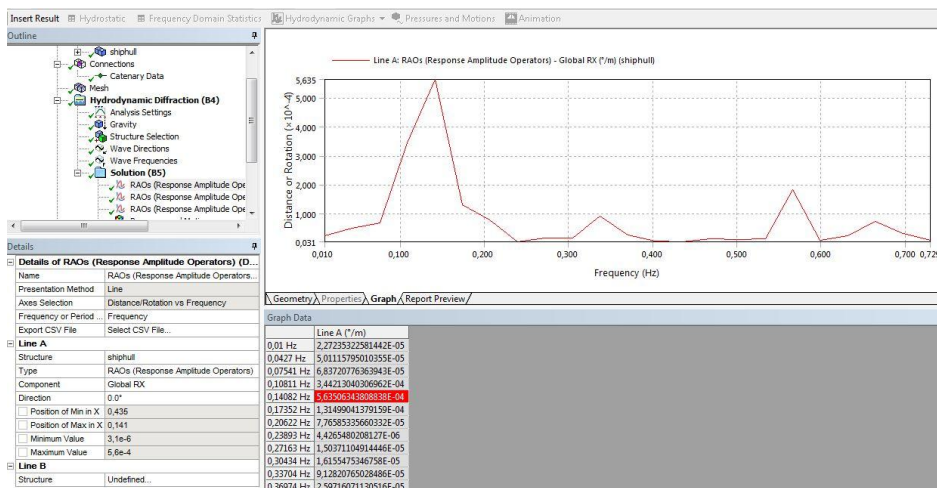 Insert Result Hydrostatic Frequency Domain Statistics Hydrodynamic Graphs Pressures and Motions Animation
Outline
shiphull
Connections
Catenary Data
Mesh
Hydrodynamic Diffraction (B4)
Analysis Settings
Gravity
Structure Selection
Wave Directions
Wave Frequencies
Solution (B5)
RAOs (Response Amplitude Ope
RAOs (Response Amplitude Ope
RAOs (Response Amplitude Ope
Details
Details of RAOs (Response Amplitude Operators) (D...
Name RAOs (Response Amplitude Operators...
Presentation Method Line
Axes Selection Distance/Rotation vs Frequency
Frequency or Period ... Frequency
Export CSV File Select CSV File...
Line A
Structure shiphull
Type RAOs (Response Amplitude Operators)
Component Global RX
Direction 0.0°
Position of Min in X 0,435
Position of Max in X 0,141
Minimum Value 3,1e-6
Maximum Value 5,6e-4
Line B
Structure Undefined...
Line A: RAOs (Response Amplitude Operators) - Global RX (°/m) (shiphull)
Distance or Rotation (×10^-4)
5,635
5,000
4,000
3,000
2,000
1,000
0,031
0,010 0,100 0,200 0,300 0,400 0,500 0,600 0,700 0,729
Frequency (Hz)
Geometry Properties Graph Report Preview
Graph Data
Line A (°/m)
0,01 Hz 2,27235322581442E-05
0,0427 Hz 5,01115795010355E-05
0,07541 Hz 6,83720776363943E-05
0,10811 Hz 3,44213040306962E-04
0,14082 Hz 5,63506343808838E-04
0,17352 Hz 1,31499041379159E-04
0,20622 Hz 7,76585335660332E-05
0,23893 Hz 4,4265480208127E-06
0,27163 Hz 1,50371104914446E-05
0,30434 Hz 1,6155475346758E-05
0,33704 Hz 9,12820765028486E-05
0,36974 Hz 2,59716071130516E-05